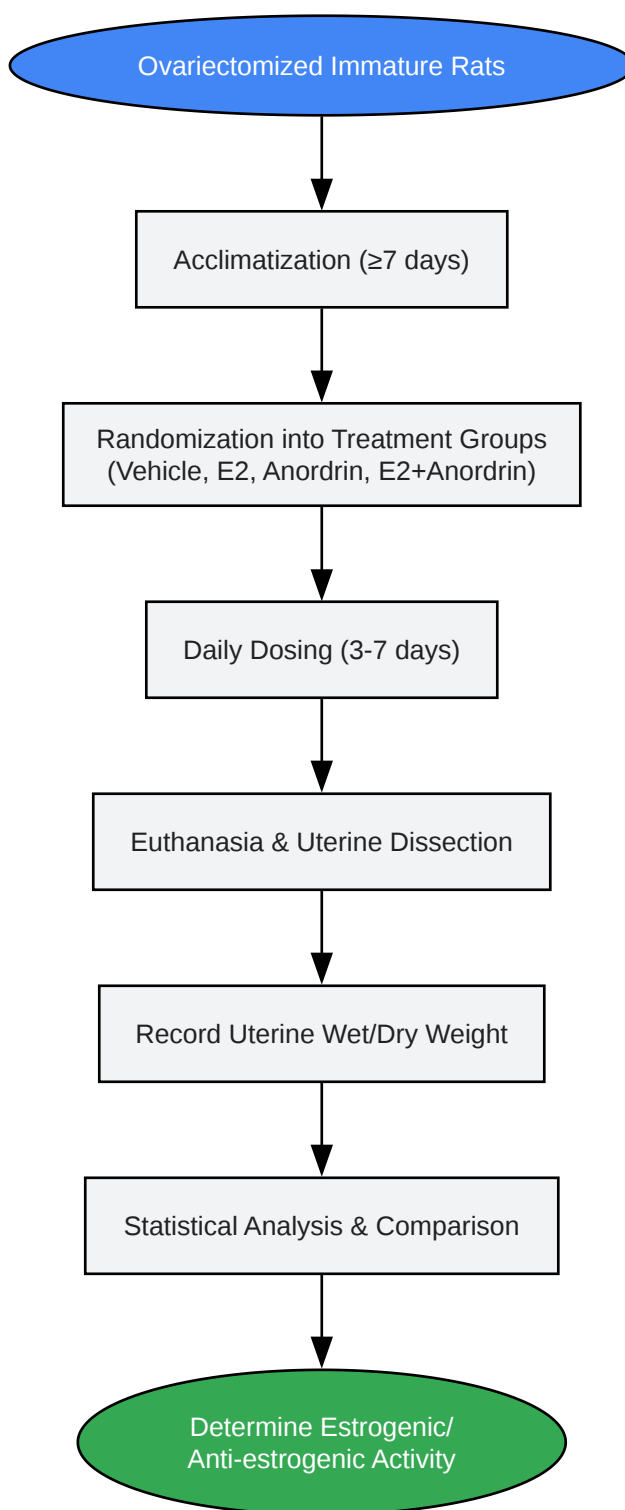 Ovariectomized Immature Rats
Acclimatization (≥7 days)
Randomization into Treatment Groups
(Vehicle, E2, Anordrin, E2+Anordrin)
Daily Dosing (3-7 days)
Euthanasia & Uterine Dissection
Record Uterine Wet/Dry Weight
Statistical Analysis & Comparison
Determine Estrogenic/
Anti-estrogenic Activity